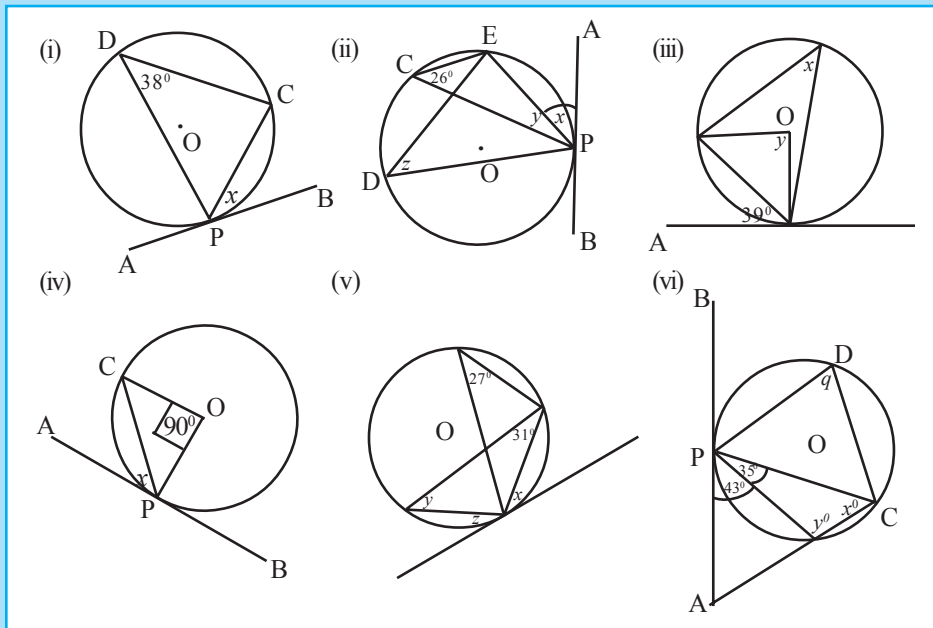 (i)
D
38⁰
C
O
x
P
B
A
(ii)
A
E
C
26⁰
y
x
P
z
D
O
B
(iii)
x
O
y
39⁰
A
(iv)
C
O
90⁰
A
x
P
B
(v)
27⁰
O
31⁰
y
x
z
(vi)
B
D
q
O
P
35⁰
43⁰
x⁰
C
y⁰
A